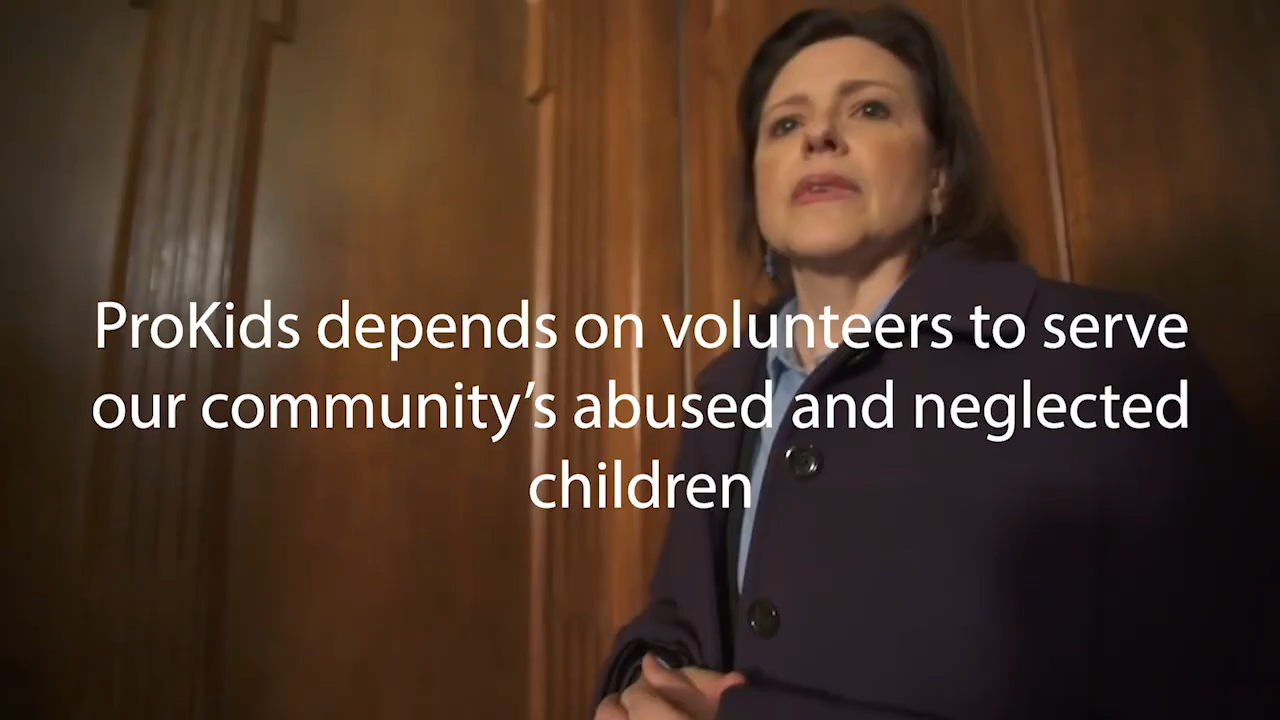 ProKids depends on volunteers to serve
our community’s abused and neglected
children